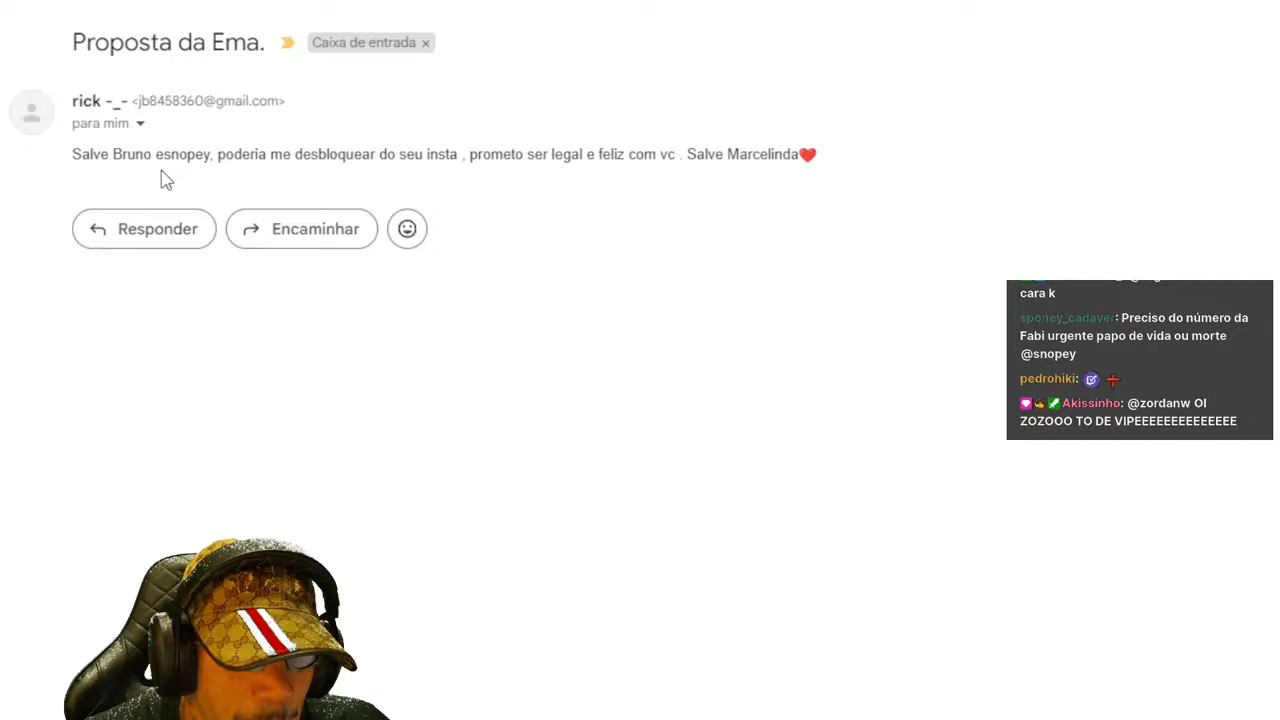 Proposta da Ema.
Caixa de entrada ×
rick -_- <jb8458360@gmail.com>
para mim
Salve Bruno esnopey, poderia me desbloquear do seu insta , prometo ser legal e feliz com vc . Salve Marcelinda❤️
Responder
Encaminhar
cara k
sponey_cadaver: Preciso do número da
Fabi urgente papo de vida ou morte
@snopey
pedrohiki:
Akissinho: @zordanw OI
ZOZOOO TO DE VIPEEEEEEEEEEEEEE